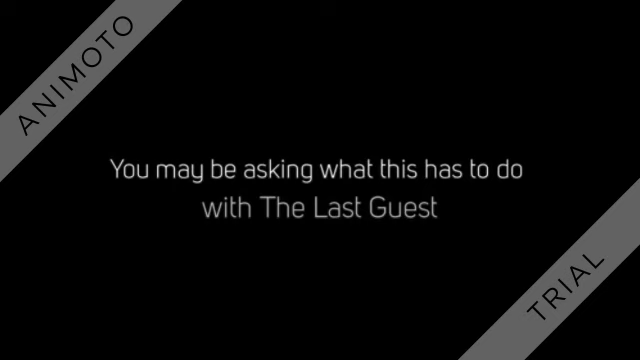 ANIMOTO
You may be asking what this has to do
with The Last Guest
TRIAL